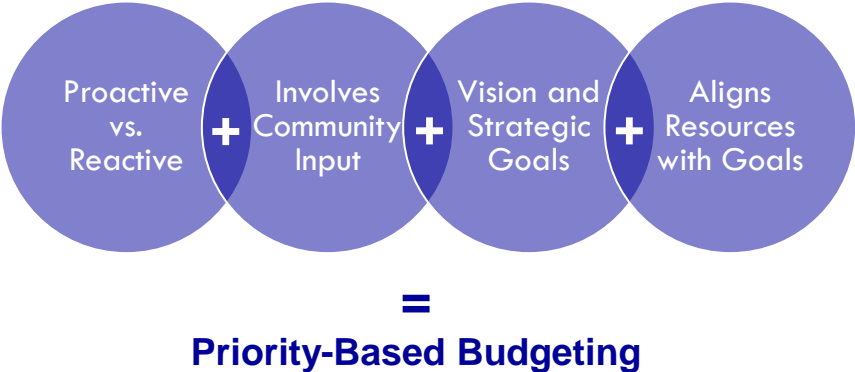 Proactive
vs.
Reactive
+
Involves
Community
Input
+
Vision and
Strategic
Goals
+
Aligns
Resources
with Goals
=
Priority-Based Budgeting